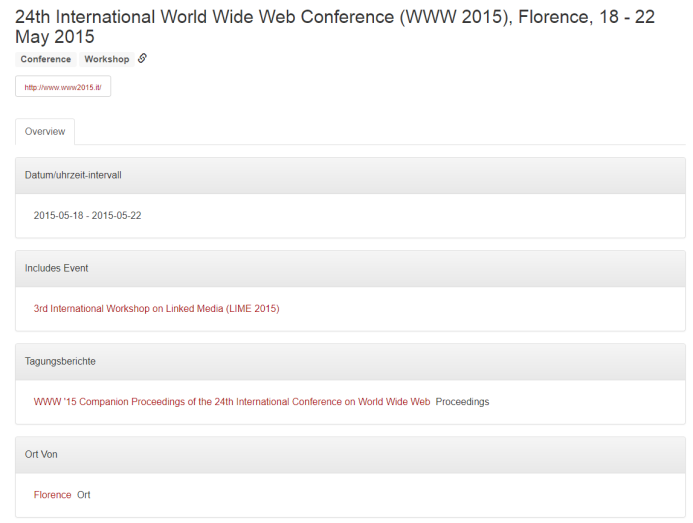 24th International World Wide Web Conference (WWW 2015), Florence, 18 - 22
May 2015
Conference Workshop
http://www.www2015.it/
Overview
Datum/uhrzeit-intervall
2015-05-18 - 2015-05-22
Includes Event
3rd International Workshop on Linked Media (LIME 2015)
Tagungsberichte
WWW '15 Companion Proceedings of the 24th International Conference on World Wide Web Proceedings
Ort Von
Florence Ort